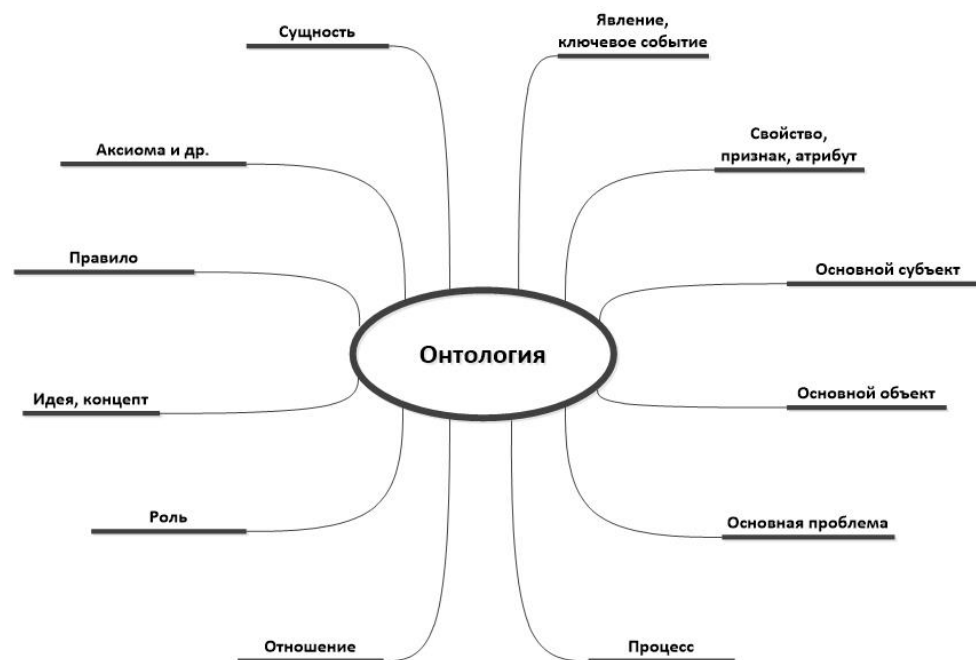 Сущность
Явление,
ключевое событие
Аксиома и др.
Свойство,
признак, атрибут
Правило
Основной субъект
Онтология
Идея, концепт
Основной объект
Роль
Основная проблема
Отношение
Процесс